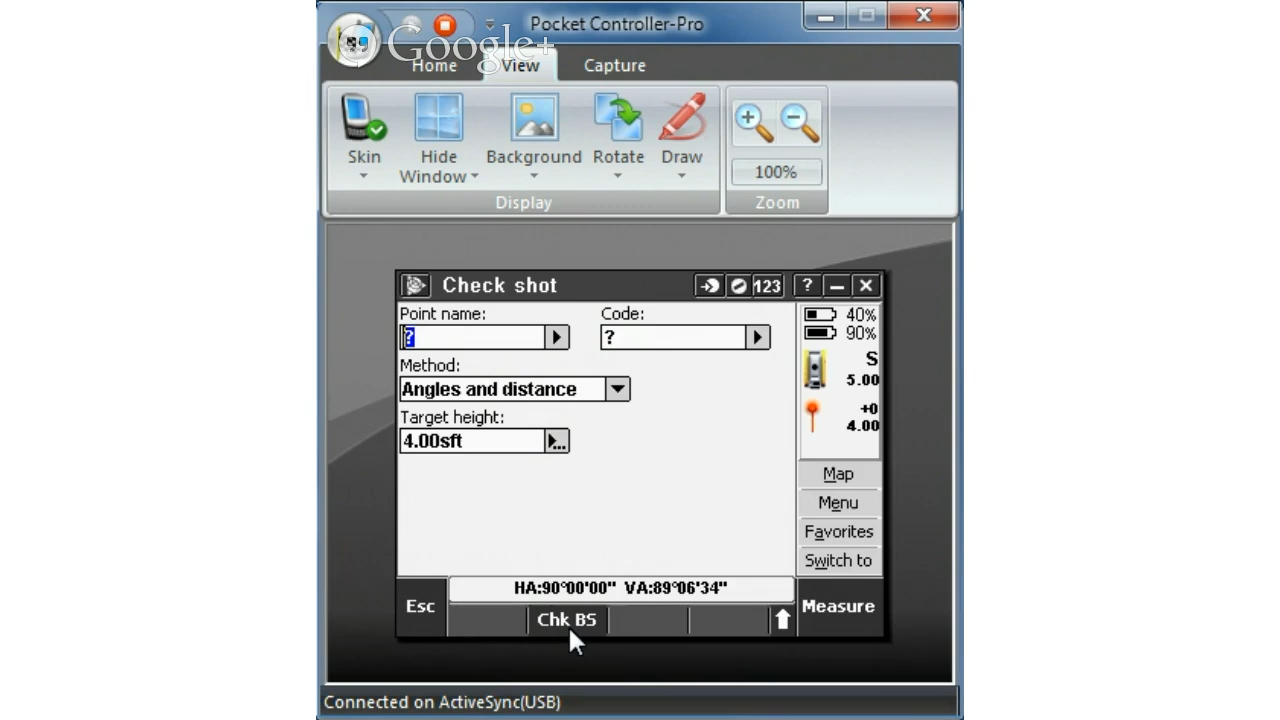 Pocket Controller-Pro
Google+
Home View Capture
Skin Hide Window Background Rotate Draw
100%
Display Zoom
Check shot 123 ?
Point name: Code:
? ?
Method:
Angles and distance
Target height:
4.00sft
40%
90%
S
5.00
+0
4.00
Map
Menu
Favorites
Switch to
HA:90°00'00" VA:89°06'34"
Esc Chk BS Measure
Connected on ActiveSync(USB)